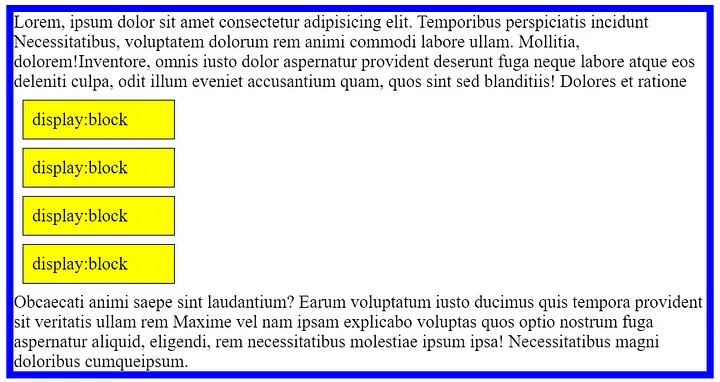 Lorem, ipsum dolor sit amet consectetur adipisicing elit. Temporibus perspiciatis incidunt
Necessitatibus, voluptatem dolorum rem animi commodi labore ullam. Mollitia,
dolorem!Inventore, omnis iusto dolor aspernatur provident deserunt fuga neque labore atque eos
deleniti culpa, odit illum eveniet accusantium quam, quos sint sed blanditiis! Dolores et ratione
display:block
display:block
display:block
display:block
Obcaecati animi saepe sint laudantium? Earum voluptatum iusto ducimus quis tempora provident
sit veritatis ullam rem Maxime vel nam ipsam explicabo voluptas quos optio nostrum fuga
aspernatur aliquid, eligendi, rem necessitatibus molestiae ipsum ipsa! Necessitatibus magni
doloribus cumqueipsum.